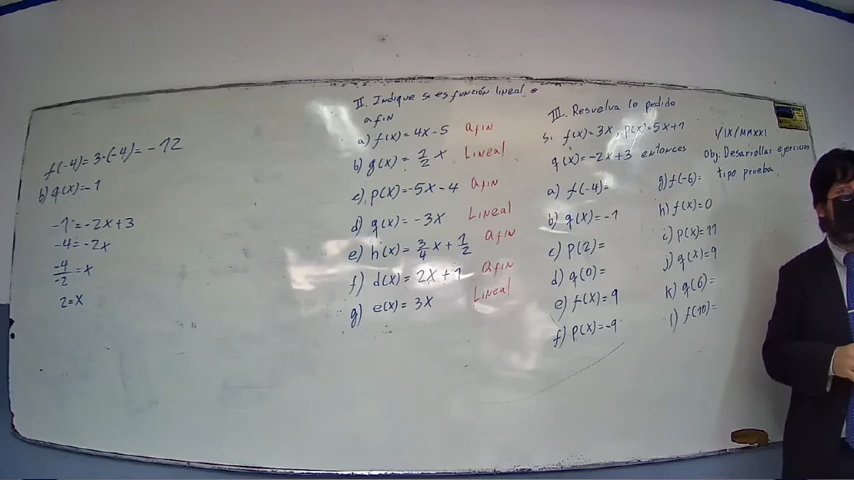 f(-4)=3·(-4)=-12
b) q(x)=-1
-1=-2x+3
-4=-2x
-4/-2=x
2=x
II. Indique si es función lineal o
afin
a) f(x)=4x-5 afin
b) g(x)=1/2 x Lineal
c) p(x)=-5x-4 afin
d) q(x)=-3x Lineal
e) h(x)=3/4 x+1/2 afin
f) d(x)=2x+1 afin
g) e(x)=3x Lineal
III. Resuelva lo pedido
si f(x)=3x, p(x)=5x+1
q(x)=-2x+3 entonces
a) f(-4)=
b) q(x)=-1
c) p(2)=
d) q(0)=
e) f(x)=9
f) p(x)=-9
g) f(-6)=
h) f(x)=0
i) p(x)=11
j) q(x)=9
k) q(6)=
l) f(10)=
1/IX/MMXXI
Obj: Desarrollar ejercicios
tipo prueba.